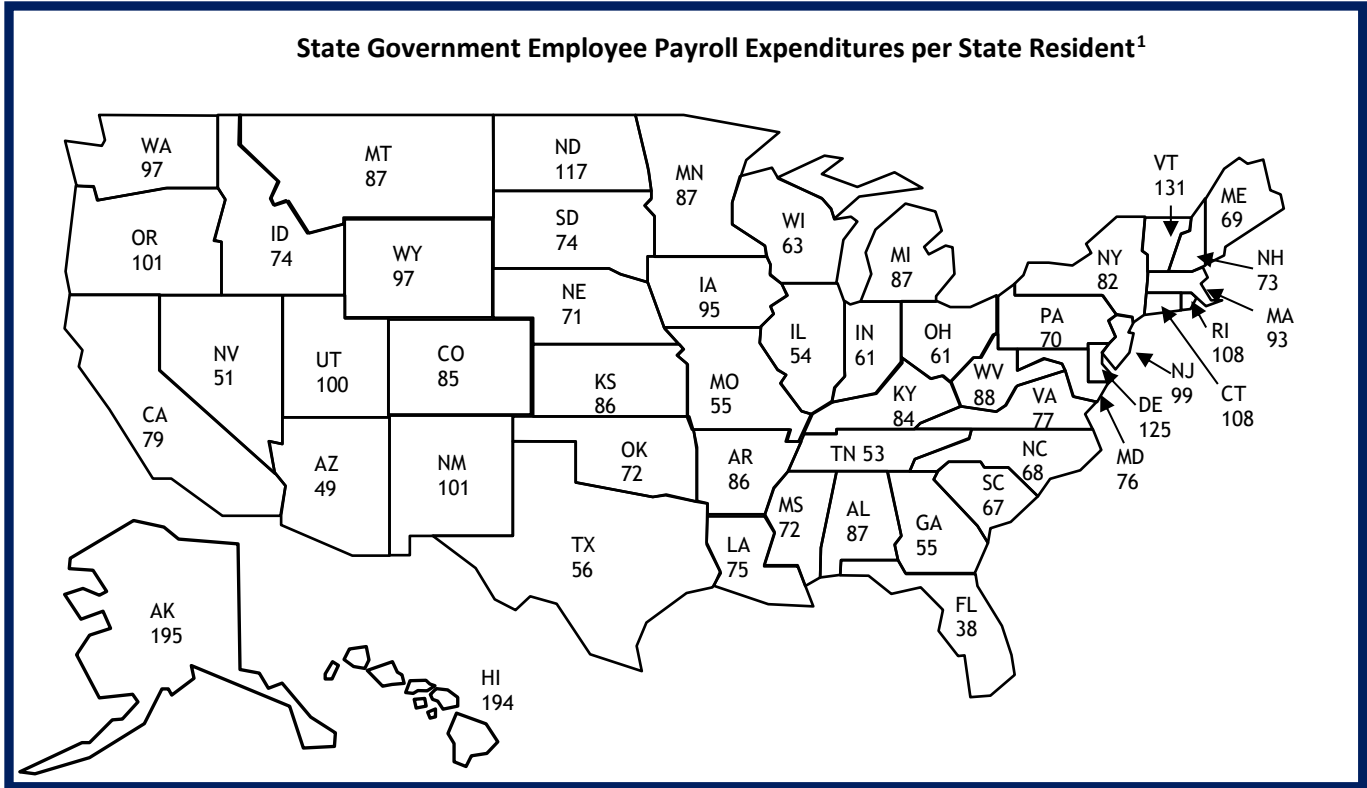 State Government Employee Payroll Expenditures per State Resident¹
WA
97
MT
87
ND
117
MN
87
VT
131
ME
69
OR
101
ID
74
WY
97
SD
74
WI
63
MI
87
NY
82
NH
73
MA
93
NE
71
IA
95
PA
70
RI
108
NV
51
UT
100
CO
85
KS
86
MO
55
IL
54
IN
61
OH
61
WV
88
NJ
99
CT
108
CA
79
KY
84
VA
77
DE
125
MD
76
AZ
49
NM
101
OK
72
AR
86
TN 53
NC
68
SC
67
MS
72
AL
87
GA
55
TX
56
LA
75
FL
38
AK
195
HI
194